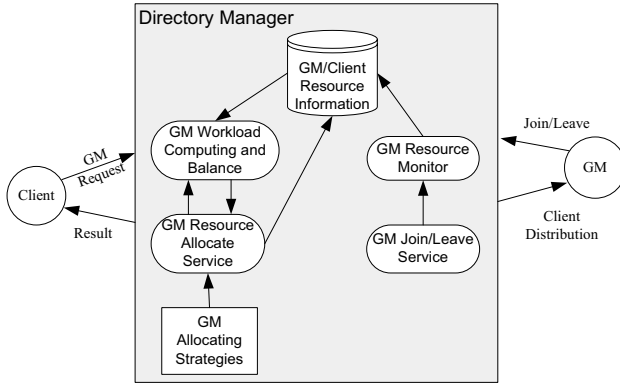 Directory Manager
GM/Client
Resource
Information
GM Workload
Computing and
Balance
GM Resource
Monitor
GM
Request
Client
Result
Join/Leave
GM
Client
Distribution
GM Resource
Allocate
Service
GM Join/Leave
Service
GM
Allocating
Strategies